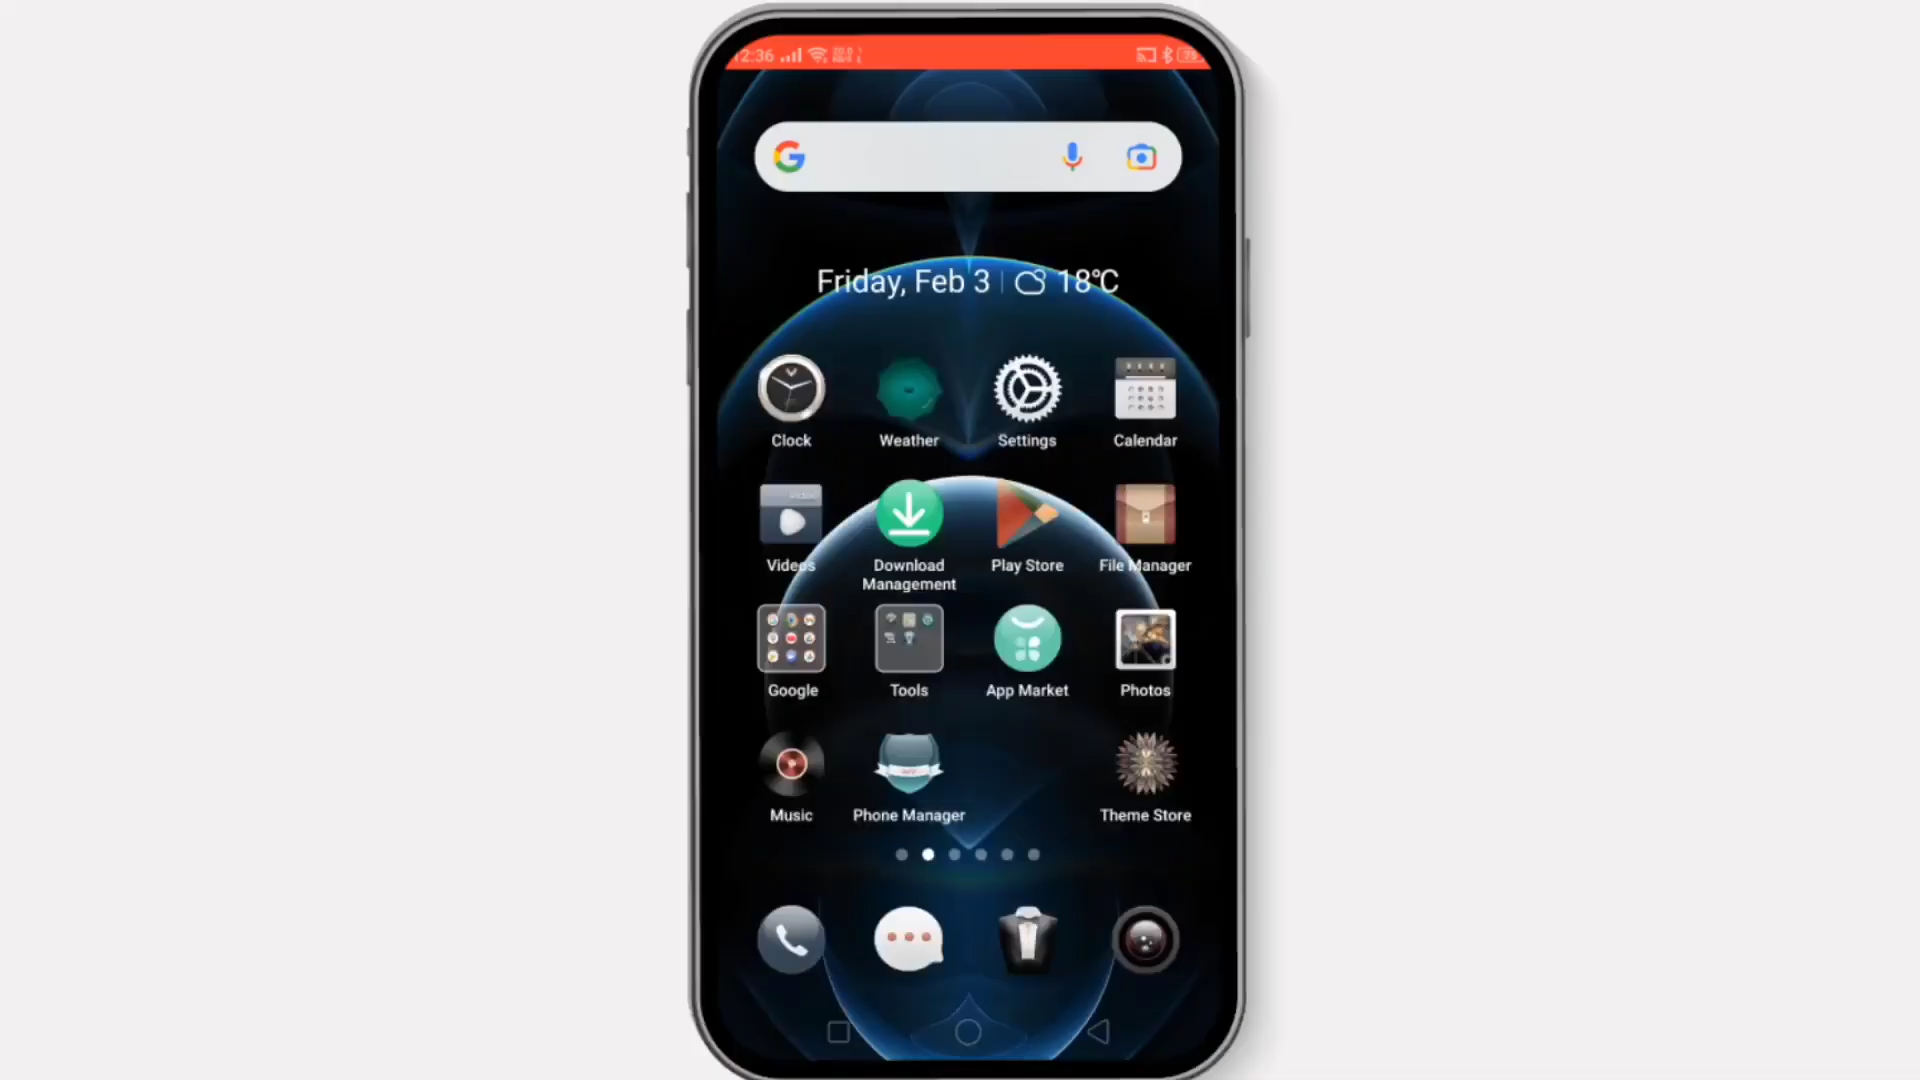 12:36
Friday, Feb 3 18°C
Clock Weather Settings Calendar
Videos Download Management Play Store File Manager
Google Tools App Market Photos
Music Phone Manager Theme Store